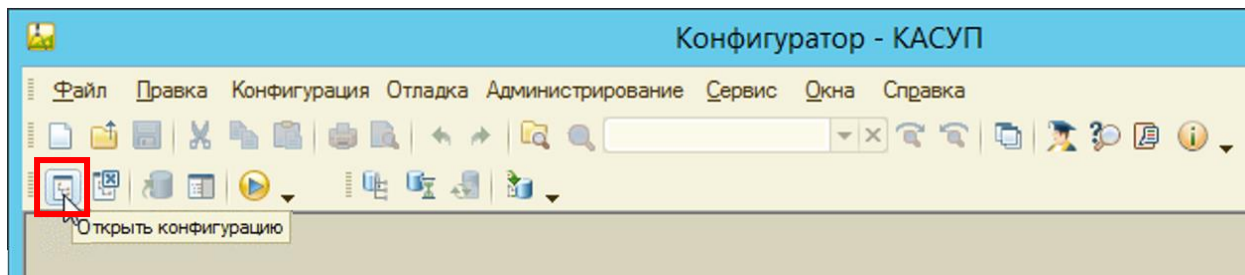 Конфигуратор - КАСУП
Файл Правка Конфигурация Отладка Администрирование Сервис Окна Справка
Открыть конфигурацию